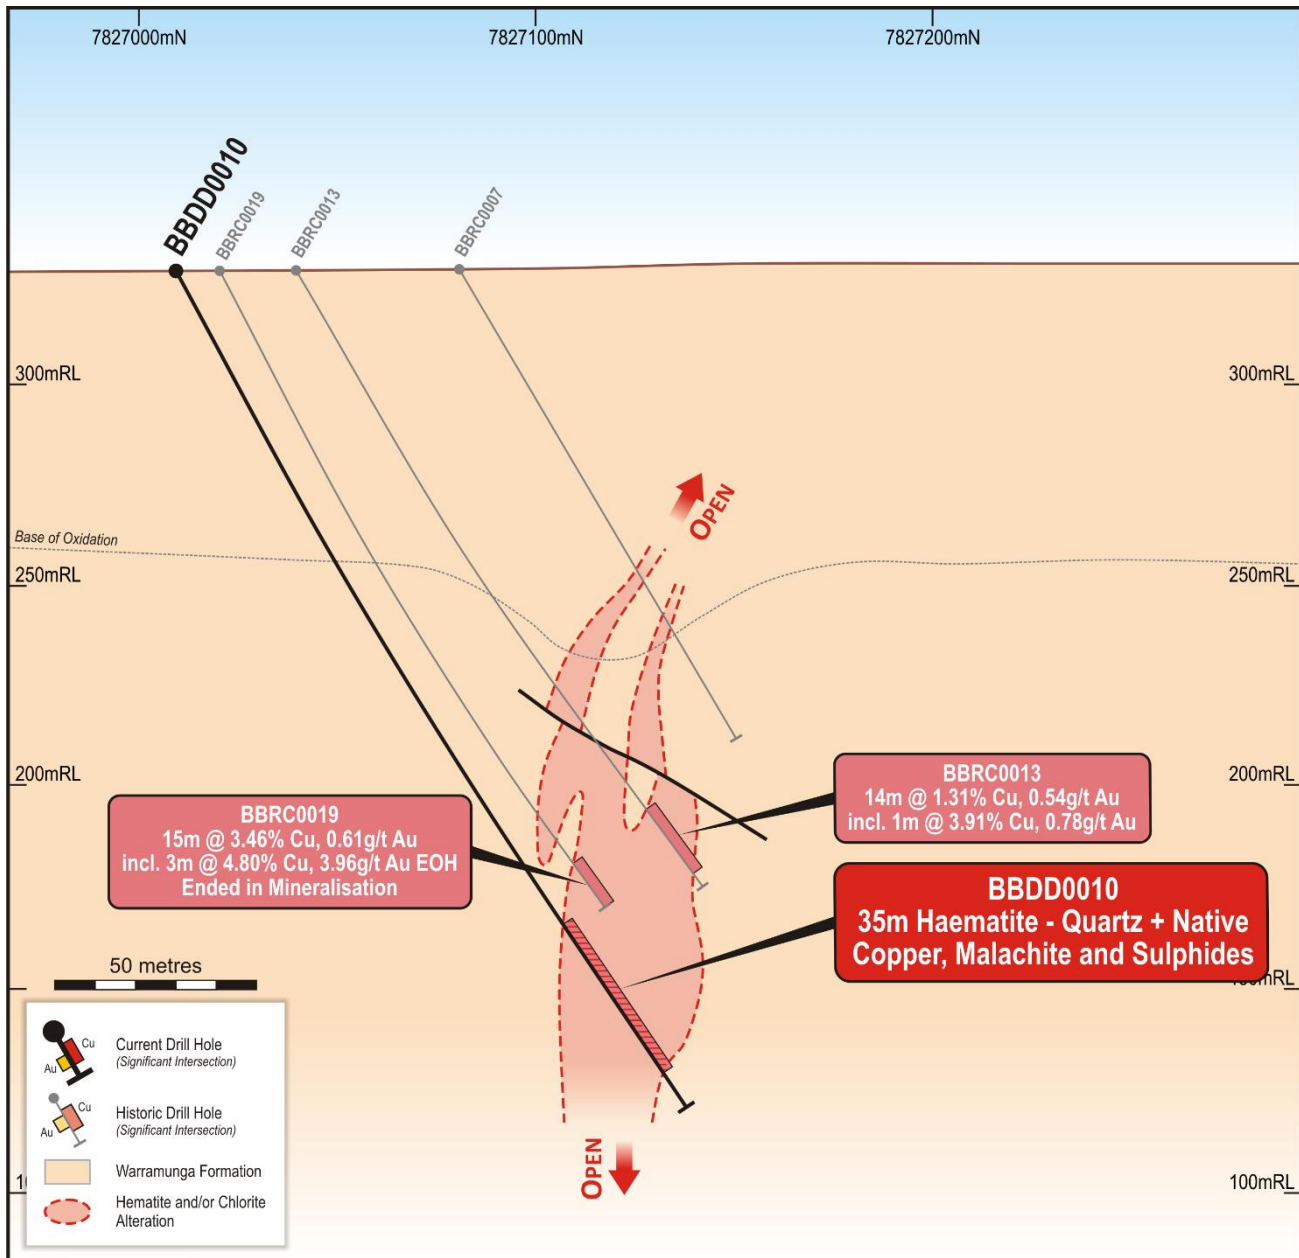 7827000mN
7827100mN
7827200mN
BBDD0010
BBRC0019
BBRC0013
BBRC0007
300mRL
300mRL
OPEN
Base of Oxidation
250mRL
250mRL
200mRL
200mRL
BBRC0013
14m @ 1.31% Cu, 0.54g/t Au
incl. 1m @ 3.91% Cu, 0.78g/t Au
BBRC0019
15m @ 3.46% Cu, 0.61g/t Au
incl. 3m @ 4.80% Cu, 3.96g/t Au EOH
Ended in Mineralisation
BBDD0010
35m Haematite - Quartz + Native
Copper, Malachite and Sulphides
50 metres
Cu
Au
Current Drill Hole
(Significant Intersection)
Cu
Au
Historic Drill Hole
(Significant Intersection)
Warramunga Formation
Hematite and/or Chlorite
Alteration
OPEN
100mRL